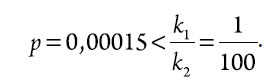 p = 0,00015 < k₁/k₂ = 1/100.